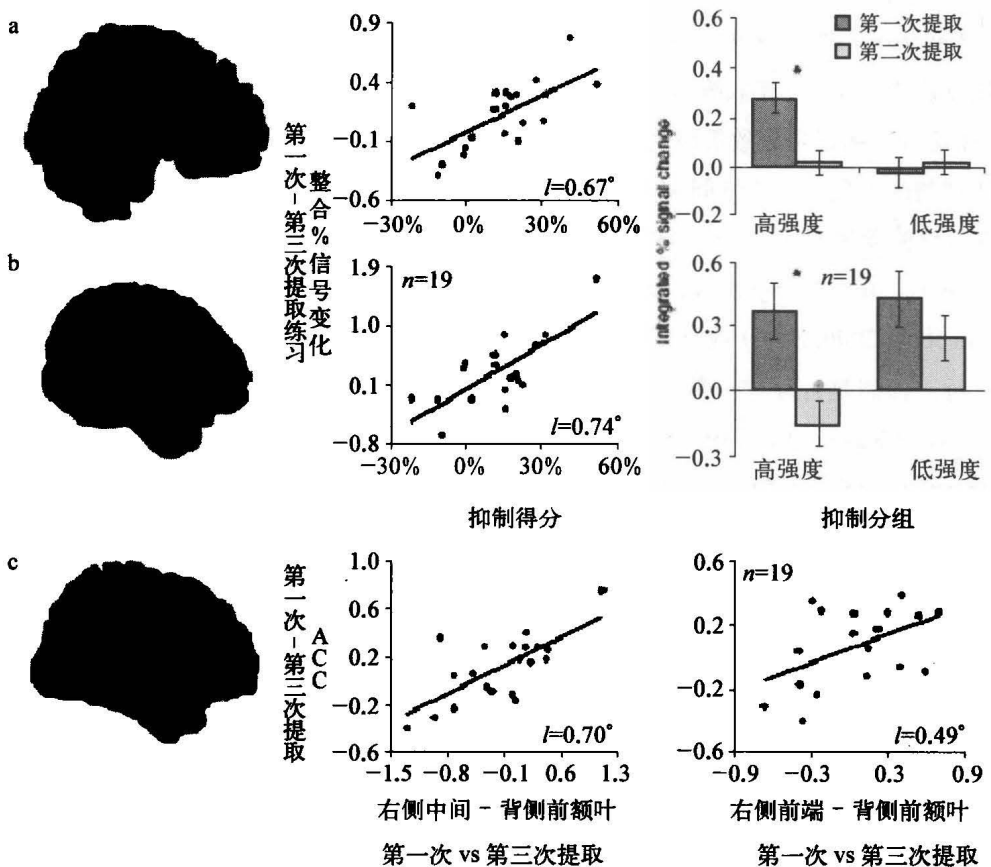 a
第一次-第三次提取练习
整合%信号变化
0.9%
0.4
−0.1
−0.6
−30% 0% 30% 60%
l=0.67*
第一次提取
第二次提取
Integrated % signal change
0.6
0.4
0.2
0.0
−0.2
*
高强度 低强度
b
1.9
1.0
0.1
−0.8
n=19
l=0.74*
−30% 0% 30% 60%
抑制得分
0.6
0.3
0.0
−0.3
* n=19
高强度 低强度
抑制分组
c
第一次-第三次提取
ACC
1.0
0.6
0.2
−0.2
−0.6
l=0.70*
−1.5 −0.8 −0.1 0.6 1.3
右侧中间-背侧前额叶
第一次 vs 第三次提取
0.6
0.2
−0.2
−0.6
n=19
l=0.49*
−0.9 −0.3 0.3 0.9
右侧前端-背侧前额叶
第一次 vs 第三次提取